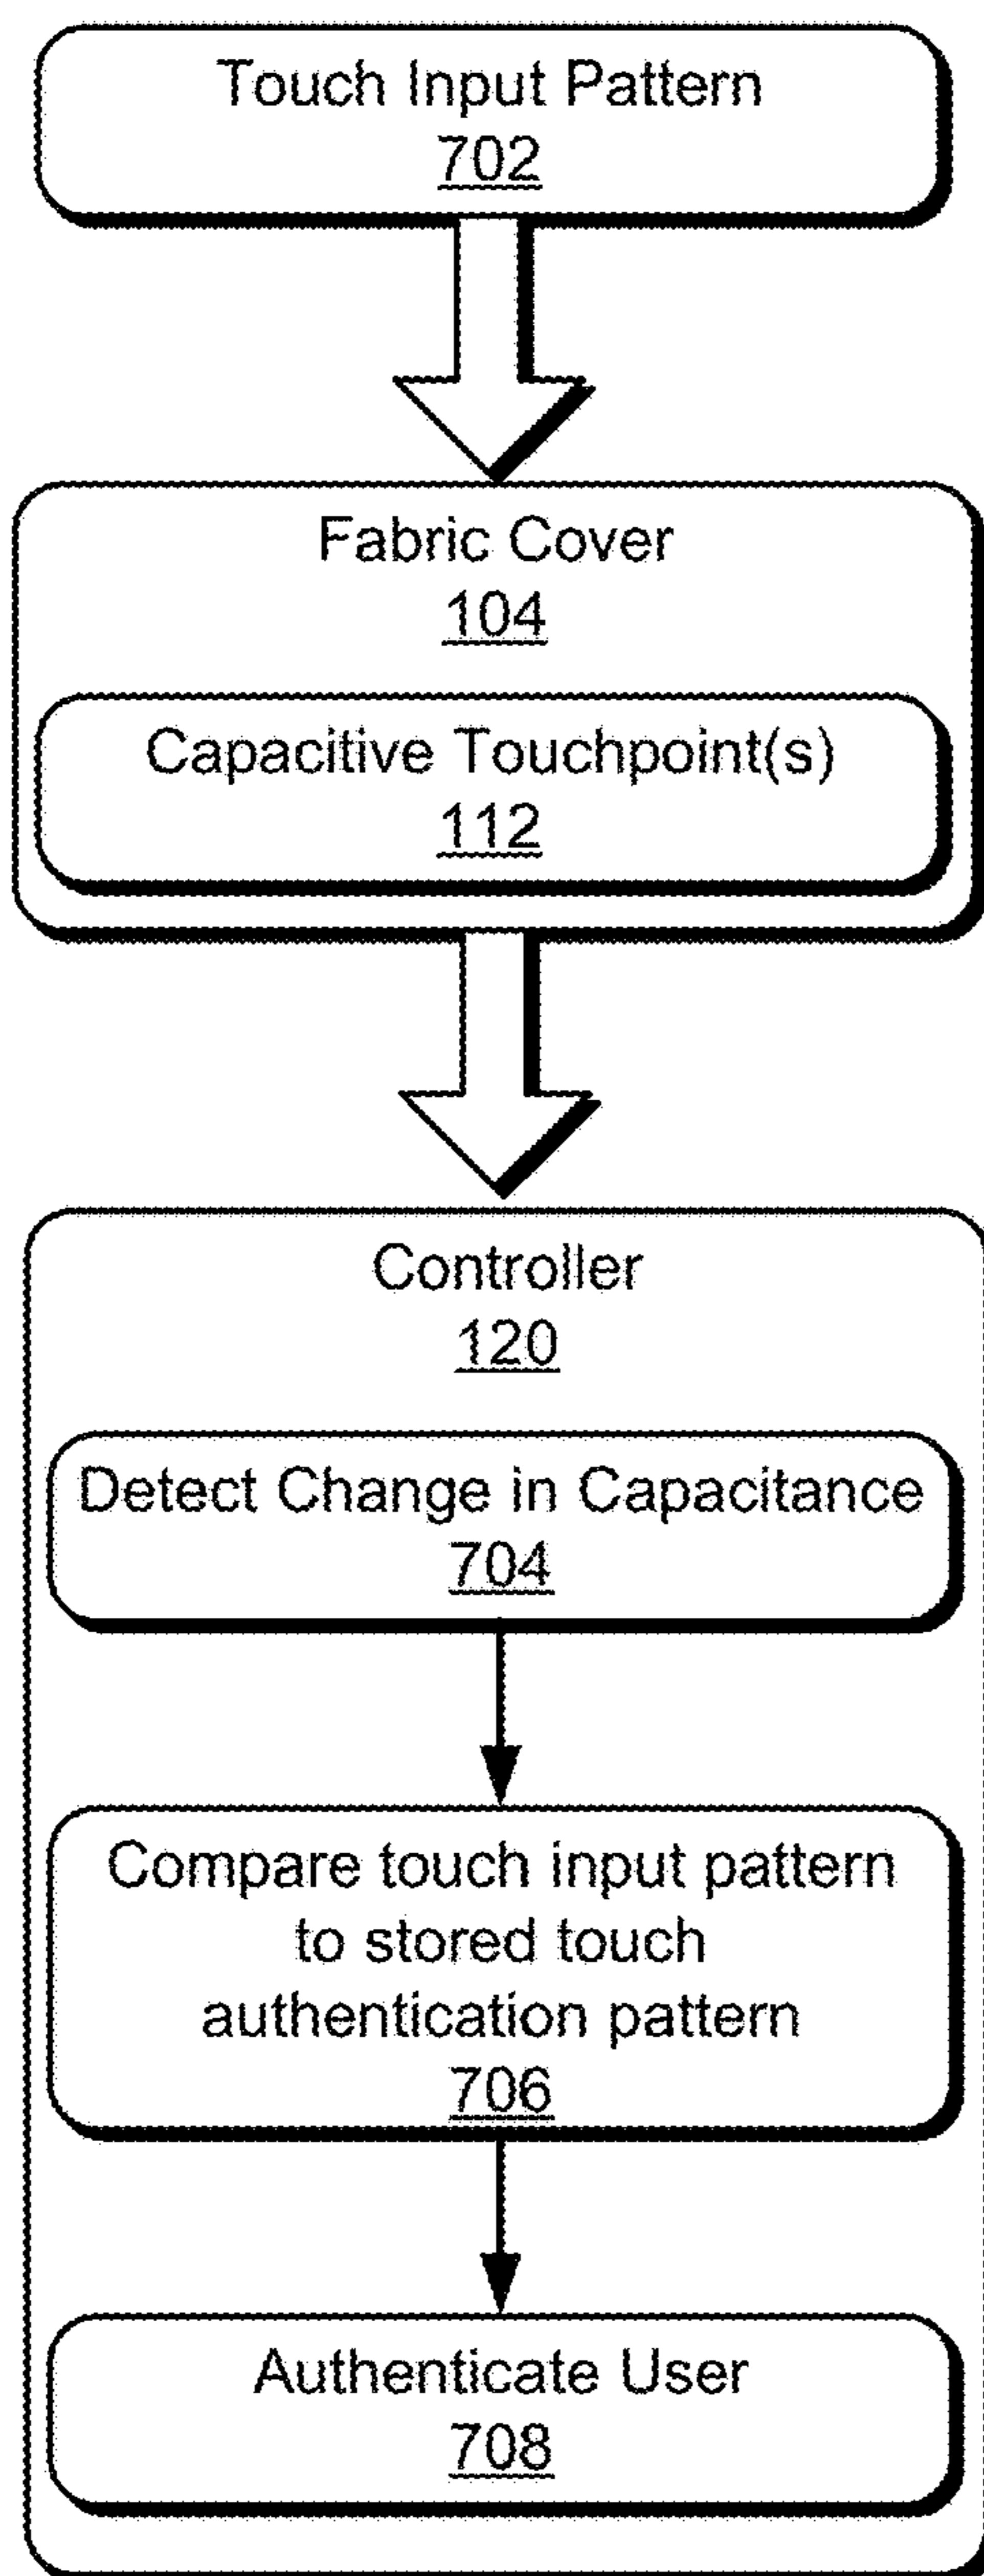 Touch Input Pattern
702
Fabric Cover
104
Capacitive Touchpoint(s)
112
Controller
120
Detect Change in Capacitance
704
Compare touch input pattern
to stored touch
authentication pattern
706
Authenticate User
708